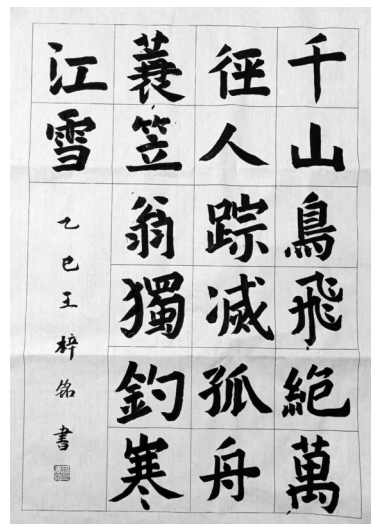 千山鳥飛絕萬
徑人踪滅孤舟
蓑笠翁獨釣寒
江雪
乙巳王梓銘書